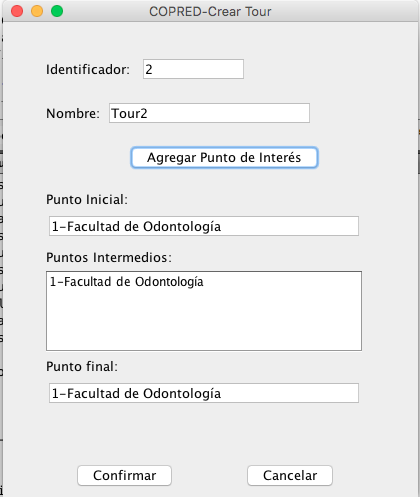 COPRED-Crear Tour
Identificador: 2
Nombre: Tour2
Agregar Punto de Interés
Punto Inicial:
1-Facultad de Odontología
Puntos Intermedios:
1-Facultad de Odontología
Punto final:
1-Facultad de Odontología
Confirmar Cancelar